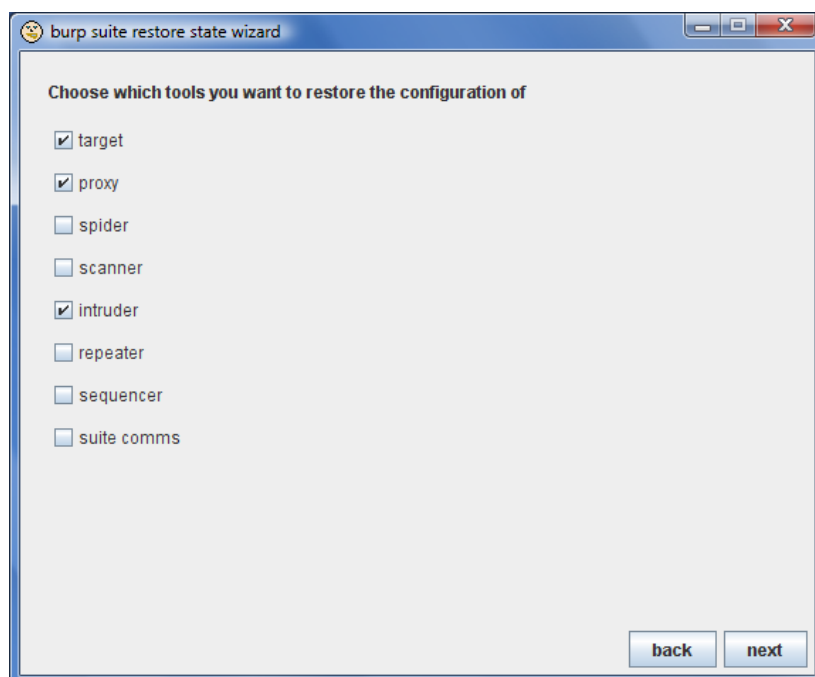 burp suite restore state wizard
Choose which tools you want to restore the configuration of
target
proxy
spider
scanner
intruder
repeater
sequencer
suite comms
back next